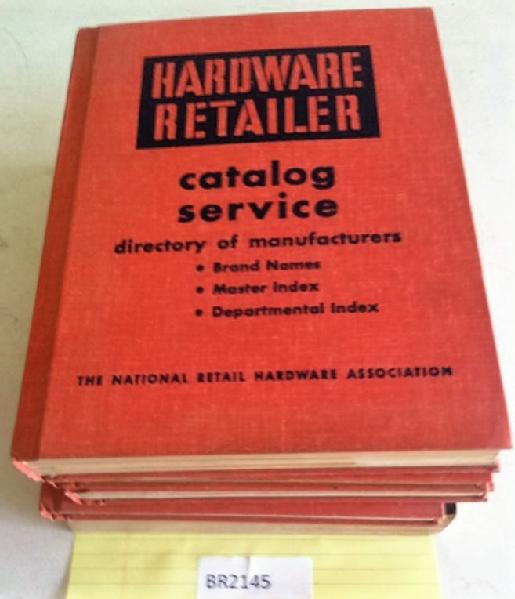 HARDWARE
RETAILER
catalog
service
directory of manufacturers
• Brand Names
• Master Index
• Departmental Index
THE NATIONAL RETAIL HARDWARE ASSOCIATION
BR2145